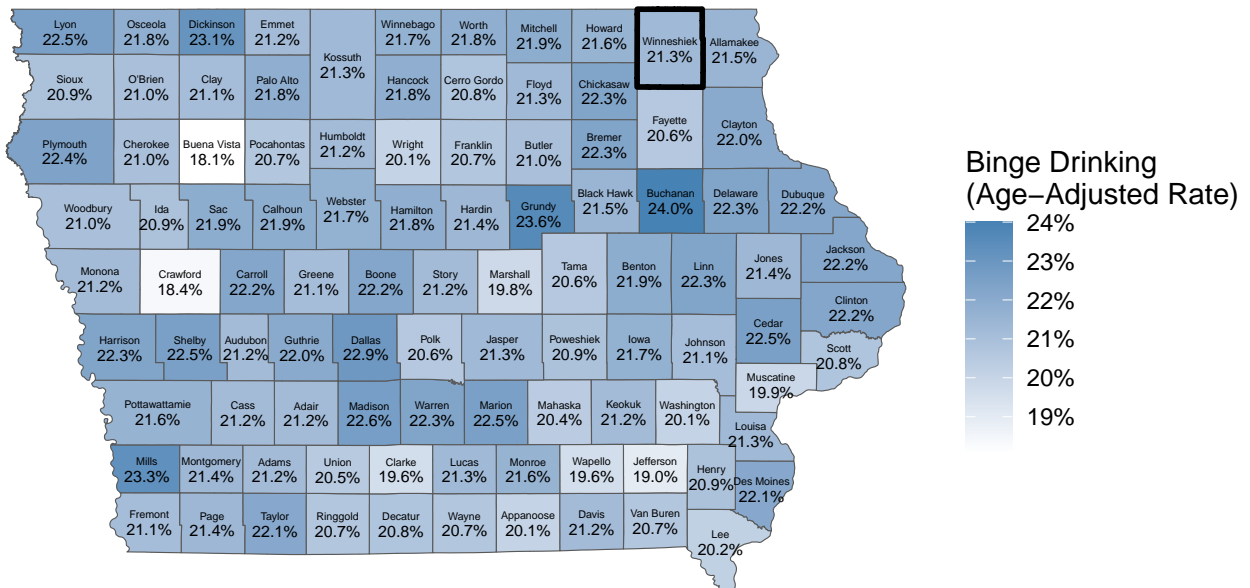 Lyon
22.5%
Osceola
21.8%
Dickinson
23.1%
Emmet
21.2%
Kossuth
21.3%
Winnebago
21.7%
Worth
21.8%
Mitchell
21.9%
Howard
21.6%
Winneshiek
21.3%
Allamakee
21.5%
Sioux
20.9%
O'Brien
21.0%
Clay
21.1%
Palo Alto
21.8%
Hancock
21.8%
Cerro Gordo
20.8%
Floyd
21.3%
Chickasaw
22.3%
Fayette
20.6%
Clayton
22.0%
Plymouth
22.4%
Cherokee
21.0%
Buena Vista
18.1%
Pocahontas
20.7%
Humboldt
21.2%
Wright
20.1%
Franklin
20.7%
Butler
21.0%
Bremer
22.3%
Woodbury
21.0%
Ida
20.9%
Sac
21.9%
Calhoun
21.9%
Webster
21.7%
Hamilton
21.8%
Hardin
21.4%
Grundy
23.6%
Black Hawk
21.5%
Buchanan
24.0%
Delaware
22.3%
Dubuque
22.2%
Monona
21.2%
Crawford
18.4%
Carroll
22.2%
Greene
21.1%
Boone
22.2%
Story
21.2%
Marshall
19.8%
Tama
20.6%
Benton
21.9%
Linn
22.3%
Jones
21.4%
Jackson
22.2%
Clinton
22.2%
Harrison
22.3%
Shelby
22.5%
Audubon
21.2%
Guthrie
22.0%
Dallas
22.9%
Polk
20.6%
Jasper
21.3%
Poweshiek
20.9%
Iowa
21.7%
Johnson
21.1%
Cedar
22.5%
Scott
20.8%
Muscatine
19.9%
Pottawattamie
21.6%
Cass
21.2%
Adair
21.2%
Madison
22.6%
Warren
22.3%
Marion
22.5%
Mahaska
20.4%
Keokuk
21.2%
Washington
20.1%
Louisa
21.3%
Mills
23.3%
Montgomery
21.4%
Adams
21.2%
Union
20.5%
Clarke
19.6%
Lucas
21.3%
Monroe
21.6%
Wapello
19.6%
Jefferson
19.0%
Henry
20.9%
Des Moines
22.1%
Fremont
21.1%
Page
21.4%
Taylor
22.1%
Ringgold
20.7%
Decatur
20.8%
Wayne
20.7%
Appanoose
20.1%
Davis
21.2%
Van Buren
20.7%
Lee
20.2%
Binge Drinking
(Age−Adjusted Rate)
24%
23%
22%
21%
20%
19%